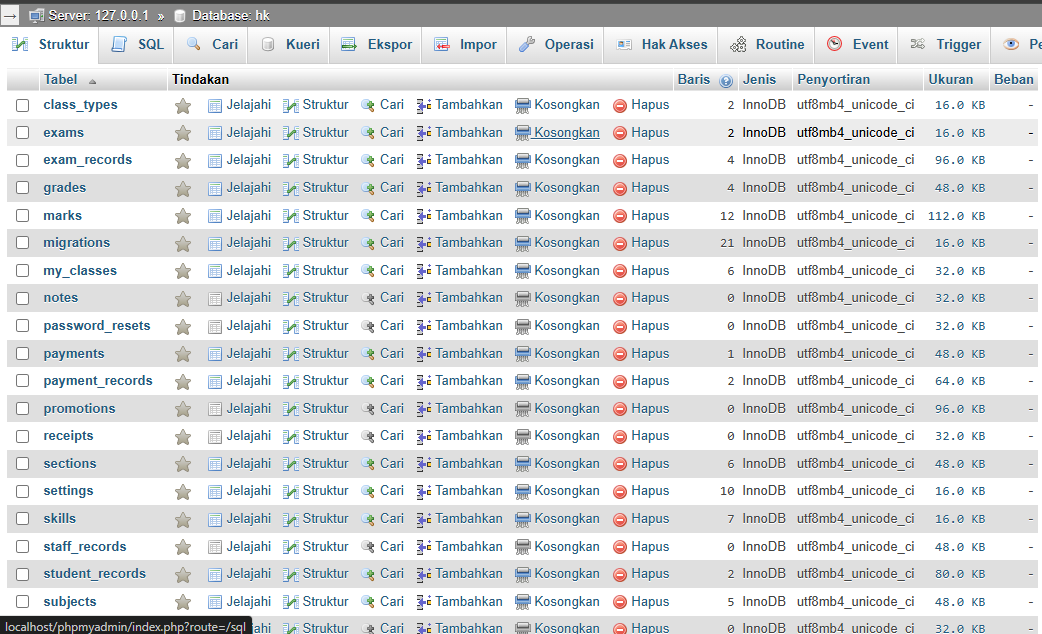 Server: 127.0.0.1 » Database: hk
Struktur SQL Cari Kueri Ekspor Impor Operasi Hak Akses Routine Event Trigger Pe
Tabel Tindakan Baris Jenis Penyortiran Ukuran Beban
class_types Jelajahi Struktur Cari Tambahkan Kosongkan Hapus 2 InnoDB utf8mb4_unicode_ci 16.0 KB -
exams Jelajahi Struktur Cari Tambahkan Kosongkan Hapus 2 InnoDB utf8mb4_unicode_ci 16.0 KB -
exam_records Jelajahi Struktur Cari Tambahkan Kosongkan Hapus 4 InnoDB utf8mb4_unicode_ci 96.0 KB -
grades Jelajahi Struktur Cari Tambahkan Kosongkan Hapus 4 InnoDB utf8mb4_unicode_ci 48.0 KB -
marks Jelajahi Struktur Cari Tambahkan Kosongkan Hapus 12 InnoDB utf8mb4_unicode_ci 112.0 KB -
migrations Jelajahi Struktur Cari Tambahkan Kosongkan Hapus 21 InnoDB utf8mb4_unicode_ci 16.0 KB -
my_classes Jelajahi Struktur Cari Tambahkan Kosongkan Hapus 6 InnoDB utf8mb4_unicode_ci 32.0 KB -
notes Jelajahi Struktur Cari Tambahkan Kosongkan Hapus 0 InnoDB utf8mb4_unicode_ci 32.0 KB -
password_resets Jelajahi Struktur Cari Tambahkan Kosongkan Hapus 0 InnoDB utf8mb4_unicode_ci 32.0 KB -
payments Jelajahi Struktur Cari Tambahkan Kosongkan Hapus 1 InnoDB utf8mb4_unicode_ci 48.0 KB -
payment_records Jelajahi Struktur Cari Tambahkan Kosongkan Hapus 2 InnoDB utf8mb4_unicode_ci 64.0 KB -
promotions Jelajahi Struktur Cari Tambahkan Kosongkan Hapus 0 InnoDB utf8mb4_unicode_ci 96.0 KB -
receipts Jelajahi Struktur Cari Tambahkan Kosongkan Hapus 0 InnoDB utf8mb4_unicode_ci 32.0 KB -
sections Jelajahi Struktur Cari Tambahkan Kosongkan Hapus 6 InnoDB utf8mb4_unicode_ci 48.0 KB -
settings Jelajahi Struktur Cari Tambahkan Kosongkan Hapus 10 InnoDB utf8mb4_unicode_ci 16.0 KB -
skills Jelajahi Struktur Cari Tambahkan Kosongkan Hapus 7 InnoDB utf8mb4_unicode_ci 16.0 KB -
staff_records Jelajahi Struktur Cari Tambahkan Kosongkan Hapus 0 InnoDB utf8mb4_unicode_ci 48.0 KB -
student_records Jelajahi Struktur Cari Tambahkan Kosongkan Hapus 2 InnoDB utf8mb4_unicode_ci 80.0 KB -
subjects Jelajahi Struktur Cari Tambahkan Kosongkan Hapus 5 InnoDB utf8mb4_unicode_ci 48.0 KB -
localhost/phpmyadmin/index.php?route=/sql ahi Struktur Cari Tambahkan Kosongkan Hapus 0 InnoDB utf8mb4_unicode_ci 32.0 KB -